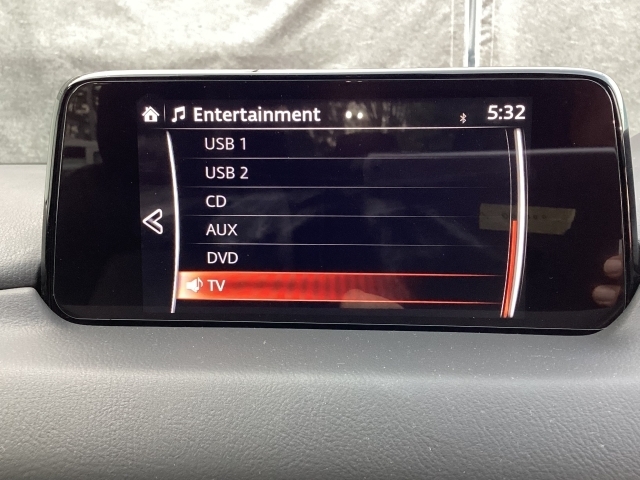 Entertainment 5:32
USB 1
USB 2
CD
AUX
DVD
TV